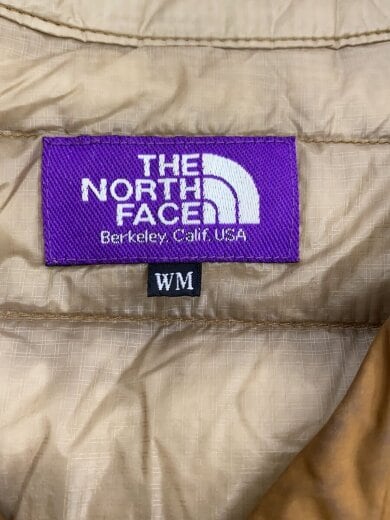 THE
NORTH
FACE
Berkeley, Calif. USA
WM